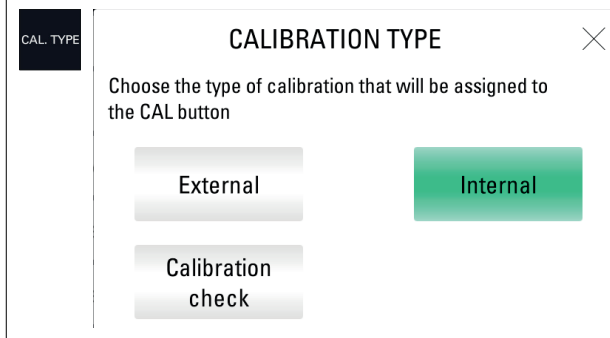 CAL. TYPE
CALIBRATION TYPE
Choose the type of calibration that will be assigned to
the CAL button
External
Internal
Calibration
check